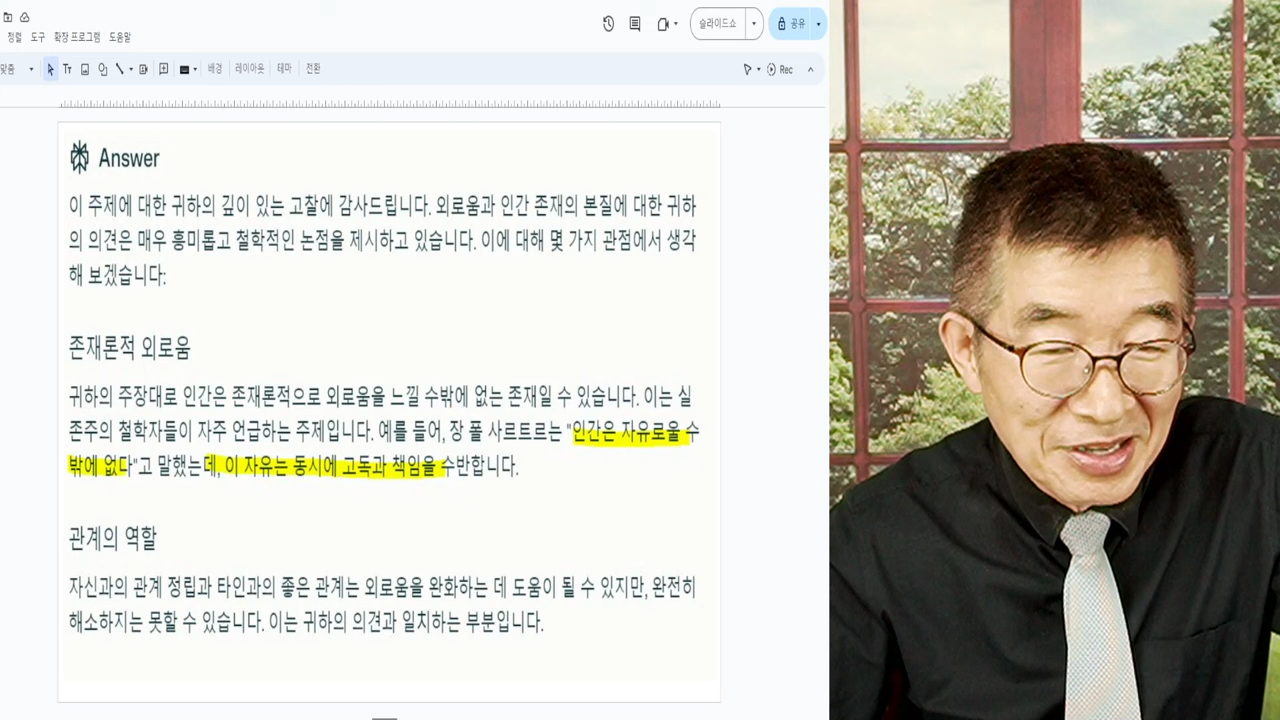 정렬 도구 확장 프로그램 도움말
슬라이드쇼
공유
맞춤
배경 레이아웃 테마 전환
Rec
Answer
이 주제에 대한 귀하의 깊이 있는 고찰에 감사드립니다. 외로움과 인간 존재의 본질에 대한 귀하
의 의견은 매우 흥미롭고 철학적인 논점을 제시하고 있습니다. 이에 대해 몇 가지 관점에서 생각
해 보겠습니다:
존재론적 외로움
귀하의 주장대로 인간은 존재론적으로 외로움을 느낄 수밖에 없는 존재일 수 있습니다. 이는 실
존주의 철학자들이 자주 언급하는 주제입니다. 예를 들어, 장 폴 사르트르는 "인간은 자유로울 수
밖에 없다"고 말했는데, 이 자유는 동시에 고독과 책임을 수반합니다.
관계의 역할
자신과의 관계 정립과 타인과의 좋은 관계는 외로움을 완화하는 데 도움이 될 수 있지만, 완전히
해소하지는 못할 수 있습니다. 이는 귀하의 의견과 일치하는 부분입니다.